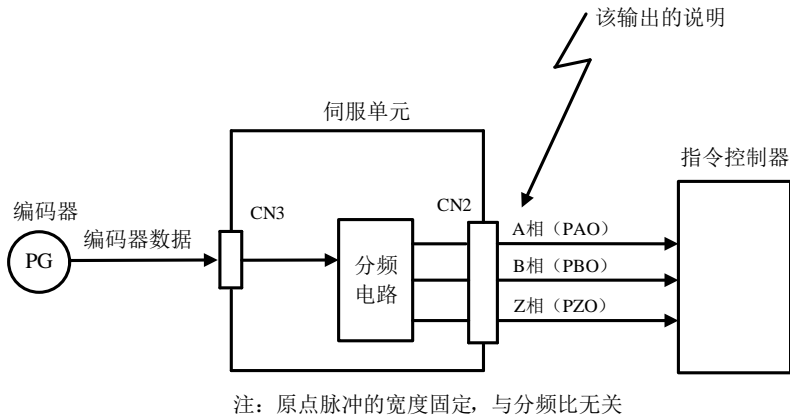 该输出的说明
伺服单元
指令控制器
编码器
CN3
CN2
PG
编码器数据
分频
电路
A相（PAO）
B相（PBO）
Z相（PZO）
注：原点脉冲的宽度固定，与分频比无关